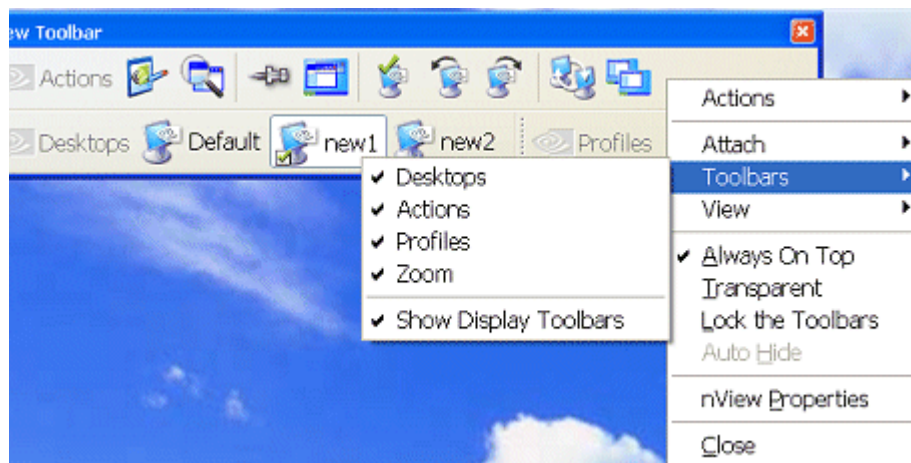 ew Toolbar
Actions
Desktops Default new1 new2 Profiles
Desktops
Actions
Profiles
Zoom
Show Display Toolbars
Actions
Attach
Toolbars
View
Always On Top
Transparent
Lock the Toolbars
Auto Hide
nView Properties
Close